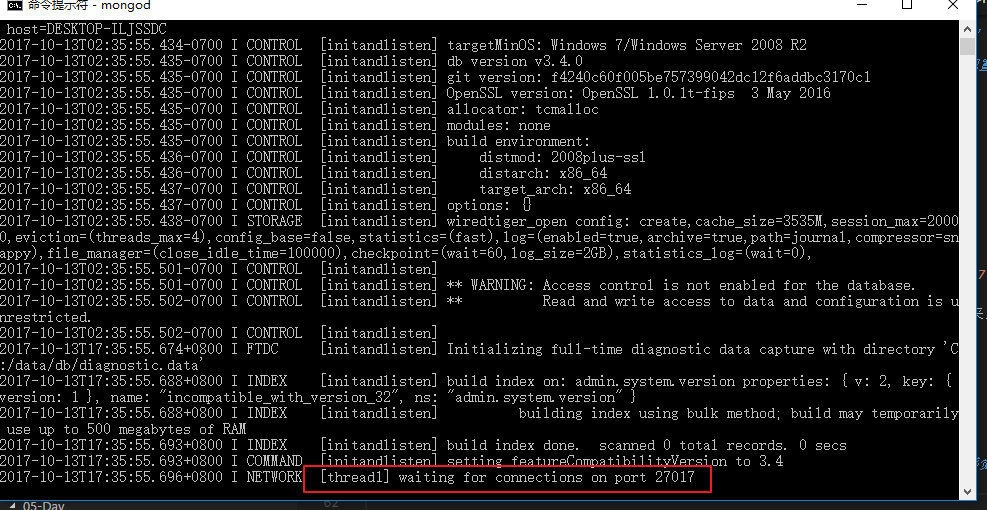 命令提示符 - mongod
host=DESKTOP-ILJSSDC
2017-10-13T02:35:55.434-0700 I CONTROL  [initandlisten] targetMinOS: Windows 7/Windows Server 2008 R2
2017-10-13T02:35:55.435-0700 I CONTROL  [initandlisten] db version v3.4.0
2017-10-13T02:35:55.435-0700 I CONTROL  [initandlisten] git version: f4240c60f005be757399042dc12f6addbc3170c1
2017-10-13T02:35:55.435-0700 I CONTROL  [initandlisten] OpenSSL version: OpenSSL 1.0.1t-fips  3 May 2016
2017-10-13T02:35:55.435-0700 I CONTROL  [initandlisten] allocator: tcmalloc
2017-10-13T02:35:55.435-0700 I CONTROL  [initandlisten] modules: none
2017-10-13T02:35:55.435-0700 I CONTROL  [initandlisten] build environment:
2017-10-13T02:35:55.436-0700 I CONTROL  [initandlisten]     distmod: 2008plus-ssl
2017-10-13T02:35:55.436-0700 I CONTROL  [initandlisten]     distarch: x86_64
2017-10-13T02:35:55.437-0700 I CONTROL  [initandlisten]     target_arch: x86_64
2017-10-13T02:35:55.437-0700 I CONTROL  [initandlisten] options: {}
2017-10-13T02:35:55.438-0700 I STORAGE  [initandlisten] wiredtiger_open config: create,cache_size=3535M,session_max=2000
0,eviction=(threads_max=4),config_base=false,statistics=(fast),log=(enabled=true,archive=true,path=journal,compressor=sn
appy),file_manager=(close_idle_time=100000),checkpoint=(wait=60,log_size=2GB),statistics_log=(wait=0),
2017-10-13T02:35:55.501-0700 I CONTROL  [initandlisten]
2017-10-13T02:35:55.501-0700 I CONTROL  [initandlisten] ** WARNING: Access control is not enabled for the database.
2017-10-13T02:35:55.502-0700 I CONTROL  [initandlisten] **          Read and write access to data and configuration is u
nrestricted.
2017-10-13T02:35:55.502-0700 I CONTROL  [initandlisten]
2017-10-13T17:35:55.674+0800 I FTDC     [initandlisten] Initializing full-time diagnostic data capture with directory 'C
:/data/db/diagnostic.data'
2017-10-13T17:35:55.688+0800 I INDEX    [initandlisten] build index on: admin.system.version properties: { v: 2, key: {
version: 1 }, name: "incompatible_with_version_32", ns: "admin.system.version" }
2017-10-13T17:35:55.688+0800 I INDEX    [initandlisten]          building index using bulk method; build may temporarily
use up to 500 megabytes of RAM
2017-10-13T17:35:55.693+0800 I INDEX    [initandlisten] build index done.  scanned 0 total records. 0 secs
2017-10-13T17:35:55.693+0800 I COMMAND  [initandlisten] setting featureCompatibilityVersion to 3.4
2017-10-13T17:35:55.696+0800 I NETWORK  [thread1] waiting for connections on port 27017
05-Day
62